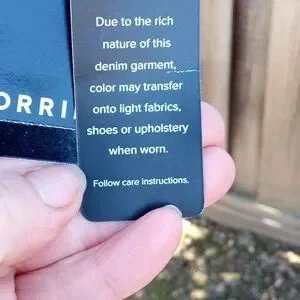 Due to the rich
nature of this
denim garment,
color may transfer
onto light fabrics,
shoes or upholstery
when worn.
Follow care instructions.